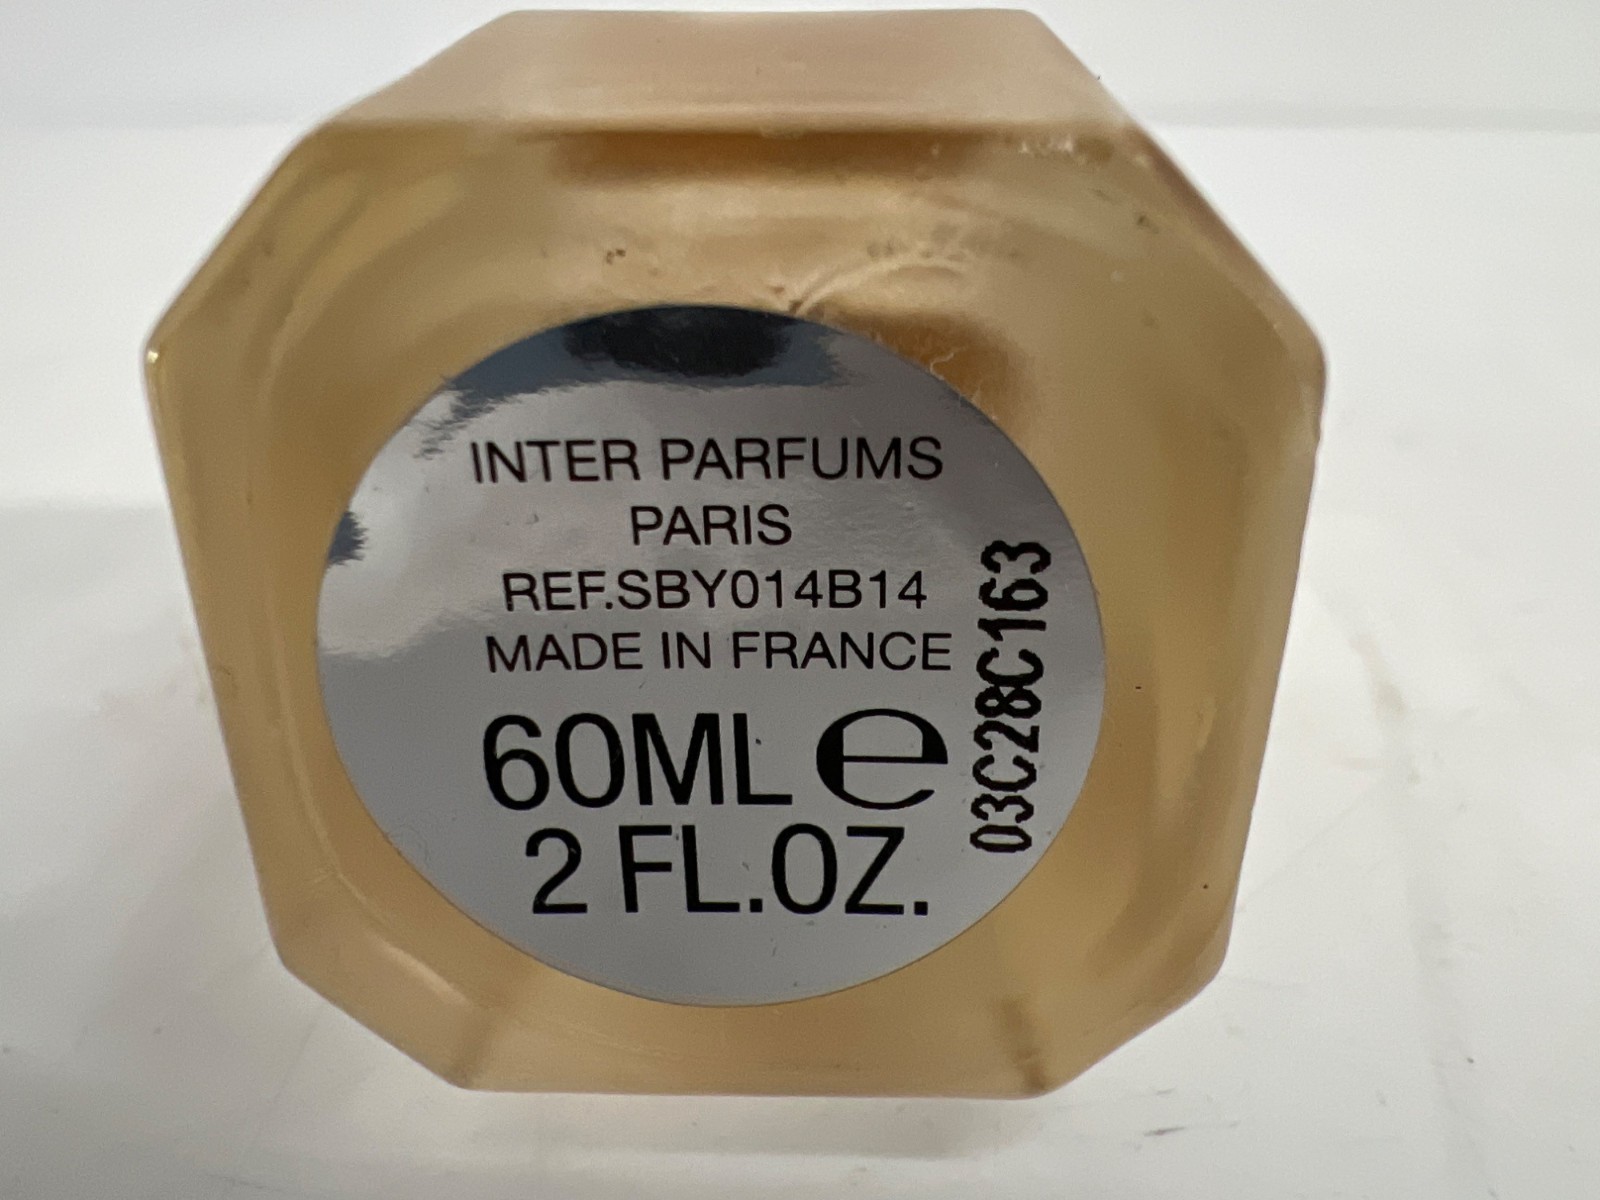 INTER PARFUMS
PARIS
REF.SBY014B14
MADE IN FRANCE
60ML e
2 FL.OZ.
03C28C163